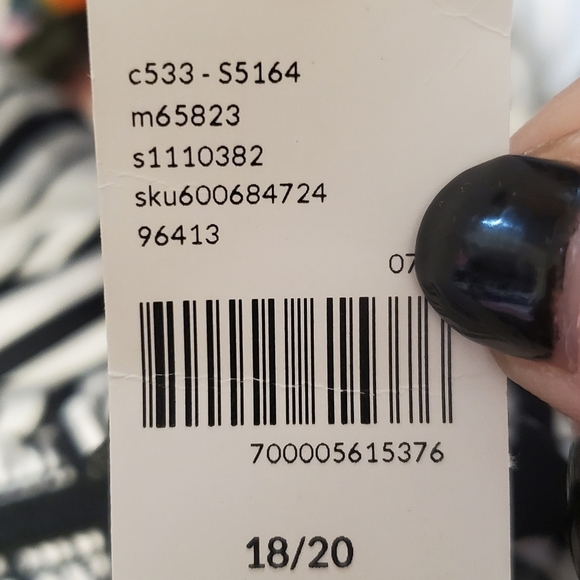 c533 - S5164
m65823
s1110382
sku600684724
96413
07
700005615376
18/20